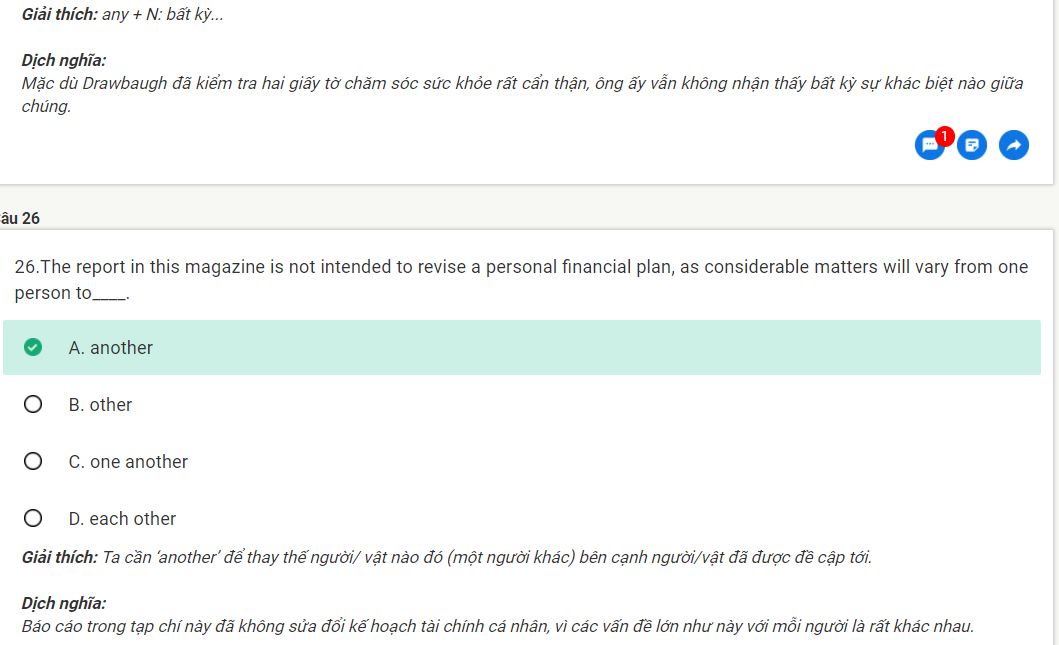 Giải thích: any + N: bất kỳ...
Dịch nghĩa:
Mặc dù Drawbaugh đã kiểm tra hai giấy tờ chăm sóc sức khỏe rất cẩn thận, ông ấy vẫn không nhận thấy bất kỳ sự khác biệt nào giữa
chúng.
1
âu 26
26.The report in this magazine is not intended to revise a personal financial plan, as considerable matters will vary from one
person to____.
A. another
B. other
C. one another
D. each other
Giải thích: Ta cần ‘another’ để thay thế người/ vật nào đó (một người khác) bên cạnh người/vật đã được đề cập tới.
Dịch nghĩa:
Báo cáo trong tạp chí này đã không sửa đổi kế hoạch tài chính cá nhân, vì các vấn đề lớn như này với mỗi người là rất khác nhau.